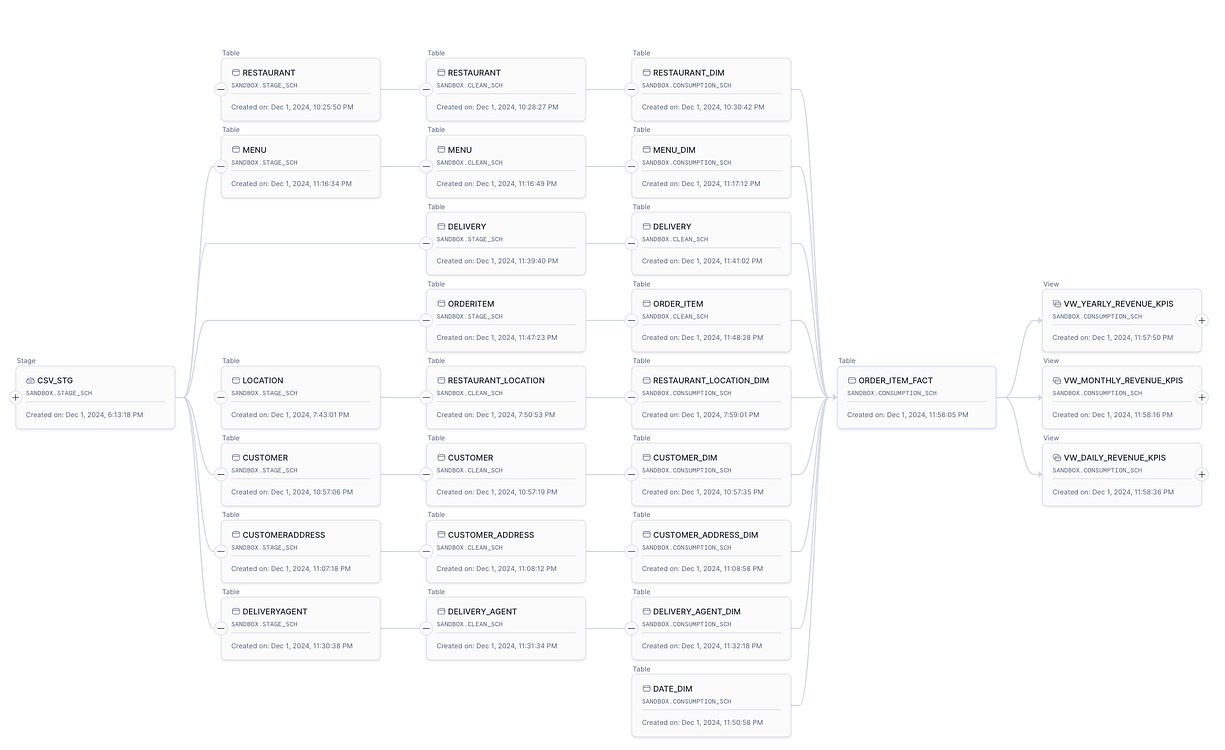 Table
RESTAURANT
SANDBOX.STAGE_SCH
Created on: Dec 1, 2024, 10:25:50 PM
Table
RESTAURANT
SANDBOX.CLEAN_SCH
Created on: Dec 1, 2024, 10:28:27 PM
Table
RESTAURANT_DIM
SANDBOX.CONSUMPTION_SCH
Created on: Dec 1, 2024, 10:30:42 PM
Table
MENU
SANDBOX.STAGE_SCH
Created on: Dec 1, 2024, 11:16:34 PM
Table
MENU
SANDBOX.CLEAN_SCH
Created on: Dec 1, 2024, 11:16:49 PM
Table
MENU_DIM
SANDBOX.CONSUMPTION_SCH
Created on: Dec 1, 2024, 11:17:12 PM
Table
DELIVERY
SANDBOX.STAGE_SCH
Created on: Dec 1, 2024, 11:39:40 PM
Table
DELIVERY
SANDBOX.CLEAN_SCH
Created on: Dec 1, 2024, 11:41:02 PM
Table
ORDERITEM
SANDBOX.STAGE_SCH
Created on: Dec 1, 2024, 11:47:23 PM
Table
ORDER_ITEM
SANDBOX.CLEAN_SCH
Created on: Dec 1, 2024, 11:48:28 PM
View
VW_YEARLY_REVENUE_KPIS
SANDBOX.CONSUMPTION_SCH
Created on: Dec 1, 2024, 11:57:50 PM
Stage
CSV_STG
SANDBOX.STAGE_SCH
Created on: Dec 1, 2024, 6:13:18 PM
Table
LOCATION
SANDBOX.STAGE_SCH
Created on: Dec 1, 2024, 7:43:01 PM
Table
RESTAURANT_LOCATION
SANDBOX.CLEAN_SCH
Created on: Dec 1, 2024, 7:50:53 PM
Table
RESTAURANT_LOCATION_DIM
SANDBOX.CONSUMPTION_SCH
Created on: Dec 1, 2024, 7:59:01 PM
Table
ORDER_ITEM_FACT
SANDBOX.CONSUMPTION_SCH
Created on: Dec 1, 2024, 11:56:05 PM
View
VW_MONTHLY_REVENUE_KPIS
SANDBOX.CONSUMPTION_SCH
Created on: Dec 1, 2024, 11:58:16 PM
Table
CUSTOMER
SANDBOX.STAGE_SCH
Created on: Dec 1, 2024, 10:57:06 PM
Table
CUSTOMER
SANDBOX.CLEAN_SCH
Created on: Dec 1, 2024, 10:57:19 PM
Table
CUSTOMER_DIM
SANDBOX.CONSUMPTION_SCH
Created on: Dec 1, 2024, 10:57:35 PM
View
VW_DAILY_REVENUE_KPIS
SANDBOX.CONSUMPTION_SCH
Created on: Dec 1, 2024, 11:58:36 PM
Table
CUSTOMERADDRESS
SANDBOX.STAGE_SCH
Created on: Dec 1, 2024, 11:07:18 PM
Table
CUSTOMER_ADDRESS
SANDBOX.CLEAN_SCH
Created on: Dec 1, 2024, 11:08:12 PM
Table
CUSTOMER_ADDRESS_DIM
SANDBOX.CONSUMPTION_SCH
Created on: Dec 1, 2024, 11:08:58 PM
Table
DELIVERYAGENT
SANDBOX.STAGE_SCH
Created on: Dec 1, 2024, 11:30:38 PM
Table
DELIVERY_AGENT
SANDBOX.CLEAN_SCH
Created on: Dec 1, 2024, 11:31:34 PM
Table
DELIVERY_AGENT_DIM
SANDBOX.CONSUMPTION_SCH
Created on: Dec 1, 2024, 11:32:18 PM
Table
DATE_DIM
SANDBOX.CONSUMPTION_SCH
Created on: Dec 1, 2024, 11:50:58 PM